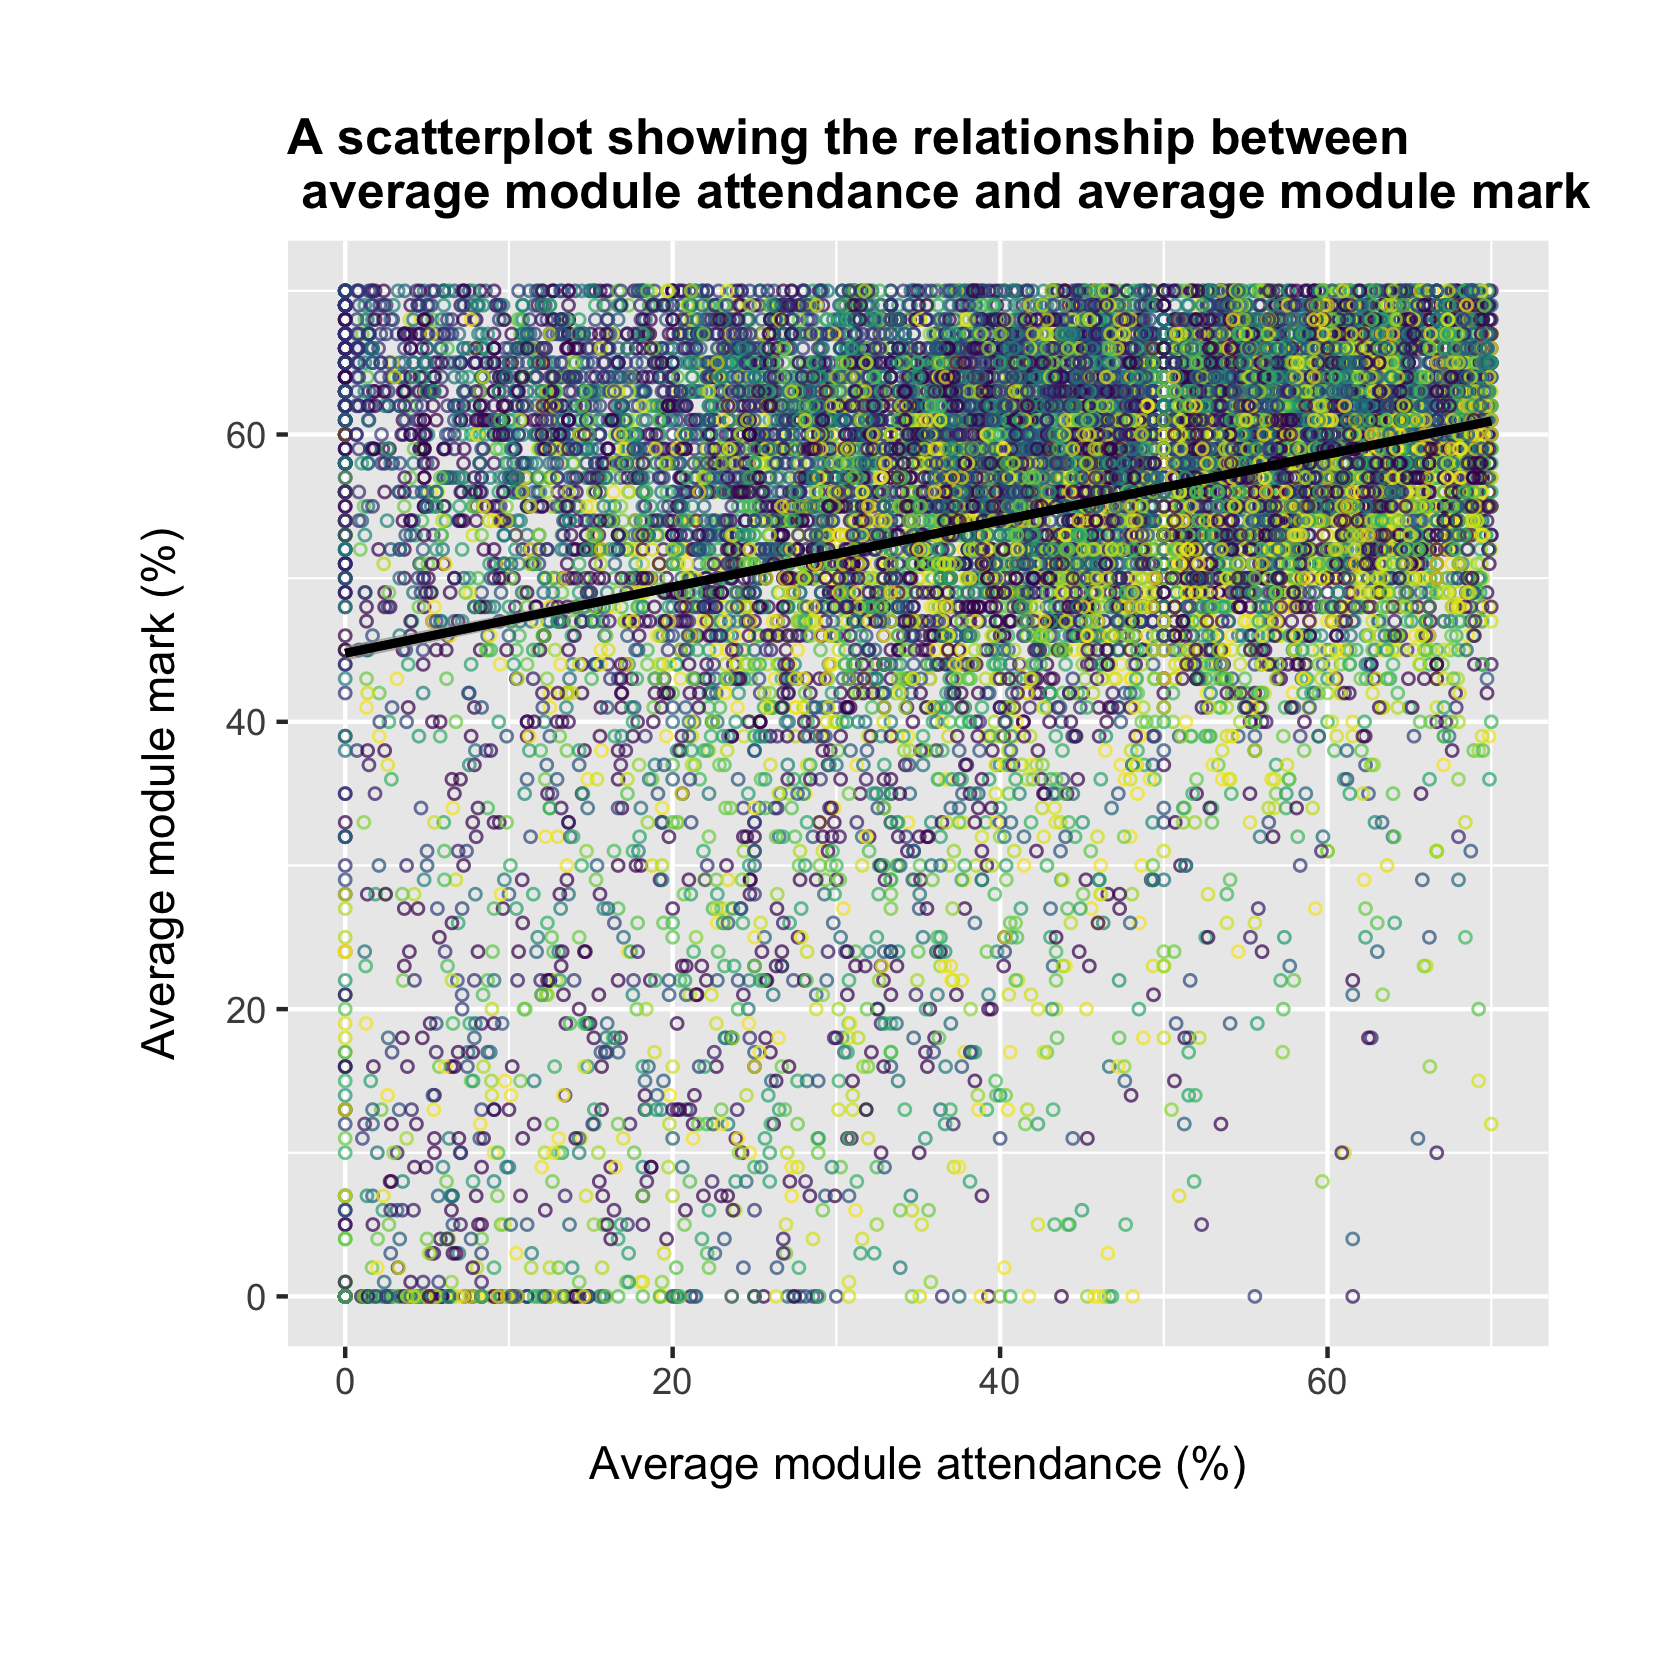 A scatterplot showing the relationship between
average module attendance and average module mark
60
40
20
0
Average module mark (%)
0 20 40 60
Average module attendance (%)